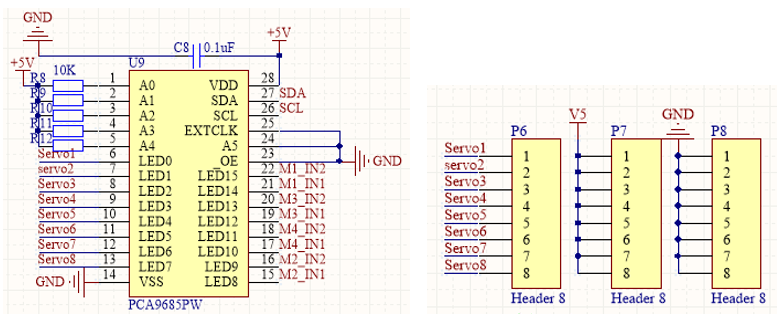 GND
C8 0.1uF +5V
+5V 10K U9
R8 1 A0 VDD 28
R9 2 A1 SDA 27 SDA
R10 3 A2 SCL 26 SCL
R11 4 A3 EXTCLK 25
R12 5 A4 A5 24
Servo1 6 LED0 _OE 23 GND
servo2 7 LED1 LED15 22 M1_IN2
Servo3 8 LED2 LED14 21 M1_IN1
Servo4 9 LED3 LED13 20 M3_IN2
Servo5 10 LED4 LED12 19 M3_IN1
Servo6 11 LED5 LED11 18 M4_IN2
Servo7 12 LED6 LED10 17 M4_IN1
Servo8 13 LED7 LED9 16 M2_IN2
GND 14 VSS LED8 15 M2_IN1
PCA9685PW
V5 GND
P6 P7 P8
Servo1 1 1 1
servo2 2 2 2
Servo3 3 3 3
Servo4 4 4 4
Servo5 5 5 5
Servo6 6 6 6
Servo7 7 7 7
Servo8 8 8 8
Header 8 Header 8 Header 8